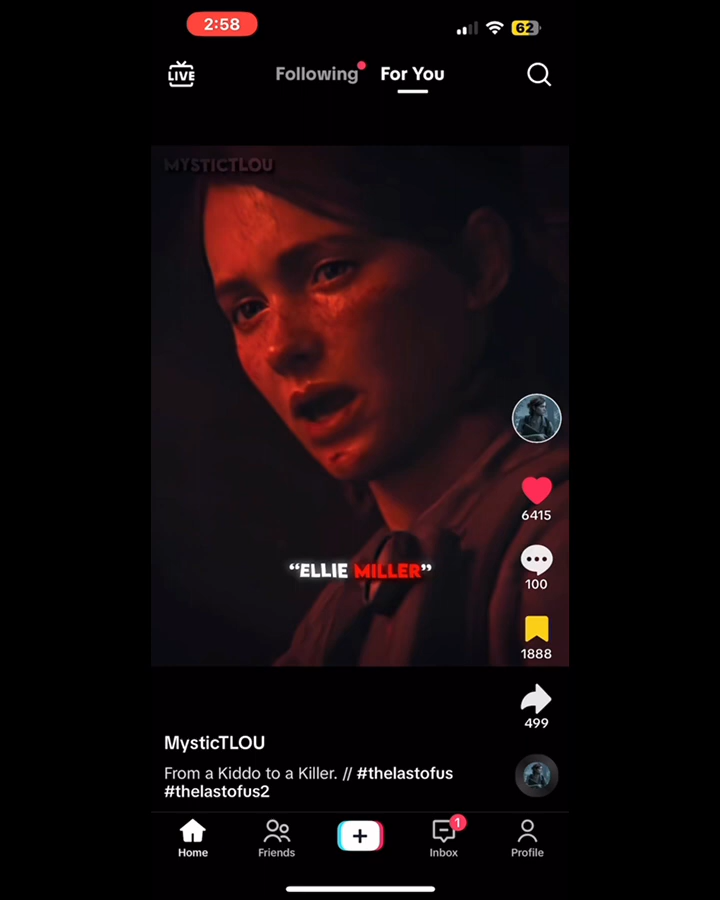 2:58
62
LIVE
Following
For You
MYSTICTLOU
6415
100
“ELLIE MILLER”
1888
499
MysticTLOU
From a Kiddo to a Killer. // #thelastofus
#thelastofus2
1
Home
Friends
Inbox
Profile